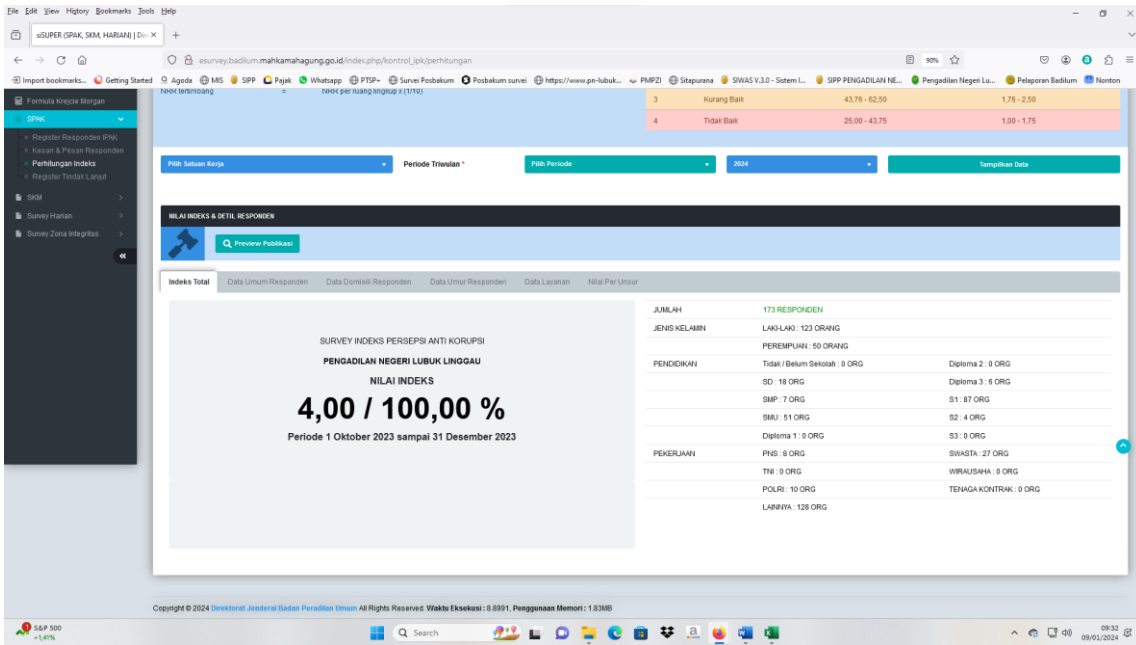 File Edit View History Bookmarks Tools Help
siSUPER (SPAK, SKM, HARIAN) | Dire
esurvey.badilum.mahkamahagung.go.id/index.php/kontrol_ipk/perhitungan
90%
Import bookmarks... Getting Started Agoda MIS SIPP Pajak Whatsapp PTSP+ Survei Posbakum Posbakum survei https://www.pn-lubuk... PMPZI Sitapurana SIWAS V.3.0 - Sistem I... SIPP PENGADILAN NE... Pengadilan Negeri Lu... Pelaporan Badilum Nonton
Formula Krejcie Morgan
SPAK
Register Responden IPAK
Kesan & Pesan Responden
Perhitungan Indeks
Register Tindak Lanjut
SKM
Survey Harian
Survey Zona Integritas
NRR tertimbang = NRR per ruang lingkup x (1/10)
3 Kurang Baik 43,76 - 62,50 1,76 - 2,50
4 Tidak Baik 25,00 - 43,75 1,00 - 1,75
Pilih Satuan Kerja Periode Triwulan * Pilih Periode 2024 Tampilkan Data
NILAI INDEKS & DETIL RESPONDEN
Preview Publikasi
Indeks Total Data Umum Responden Data Domisili Responden Data Umur Responden Data Layanan Nilai Per Unsur
SURVEY INDEKS PERSEPSI ANTI KORUPSI
PENGADILAN NEGERI LUBUK LINGGAU
NILAI INDEKS
4,00 / 100,00 %
Periode 1 Oktober 2023 sampai 31 Desember 2023
JUMLAH 173 RESPONDEN
JENIS KELAMIN LAKI-LAKI : 123 ORANG
PEREMPUAN : 50 ORANG
PENDIDIKAN Tidak / Belum Sekolah : 0 ORG Diploma 2 : 0 ORG
SD : 18 ORG Diploma 3 : 6 ORG
SMP : 7 ORG S1 : 87 ORG
SMU : 51 ORG S2 : 4 ORG
Diploma 1 : 0 ORG S3 : 0 ORG
PEKERJAAN PNS : 8 ORG SWASTA : 27 ORG
TNI : 0 ORG WIRAUSAHA : 0 ORG
POLRI : 10 ORG TENAGA KONTRAK : 0 ORG
LAINNYA : 128 ORG
Copyright © 2024 Direktorat Jenderal Badan Peradilan Umum All Rights Reserved. Waktu Eksekusi : 8.8991, Penggunaan Memori : 1.83MB
1
S&P 500
+1,41%
Search
09:32
09/01/2024